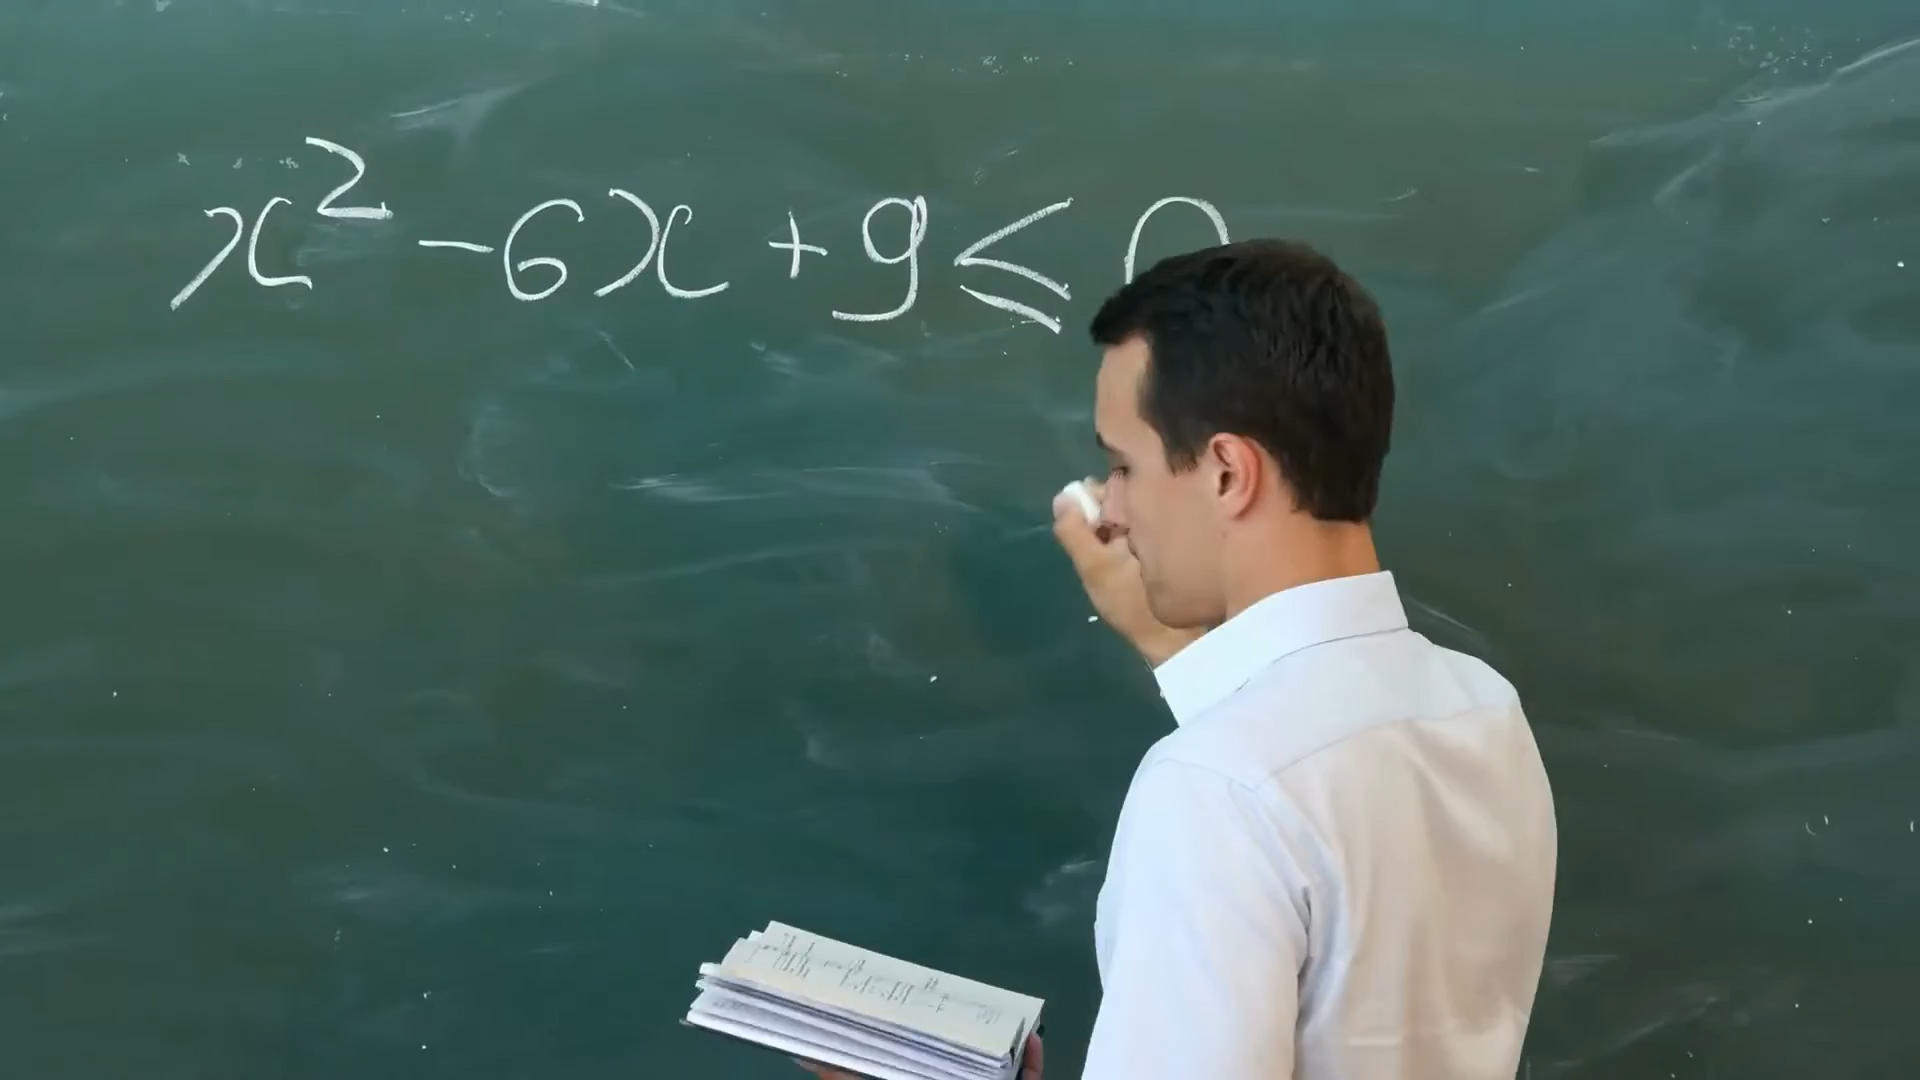 x² - 6x + 9 ≤ 0